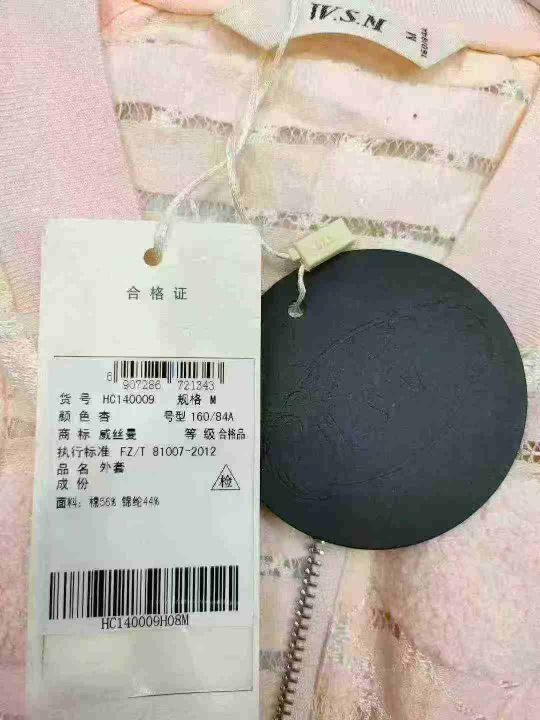 W.S.M
M
160/84A
合格证
6 907286 721343
货号 HC140009 规格 M
颜色 杏 号型 160/84A
商标 威丝曼 等级 合格品
执行标准 FZ/T 81007-2012
品名 外套
成份 检
面料: 棉56% 锦纶44%
HC140009H08M